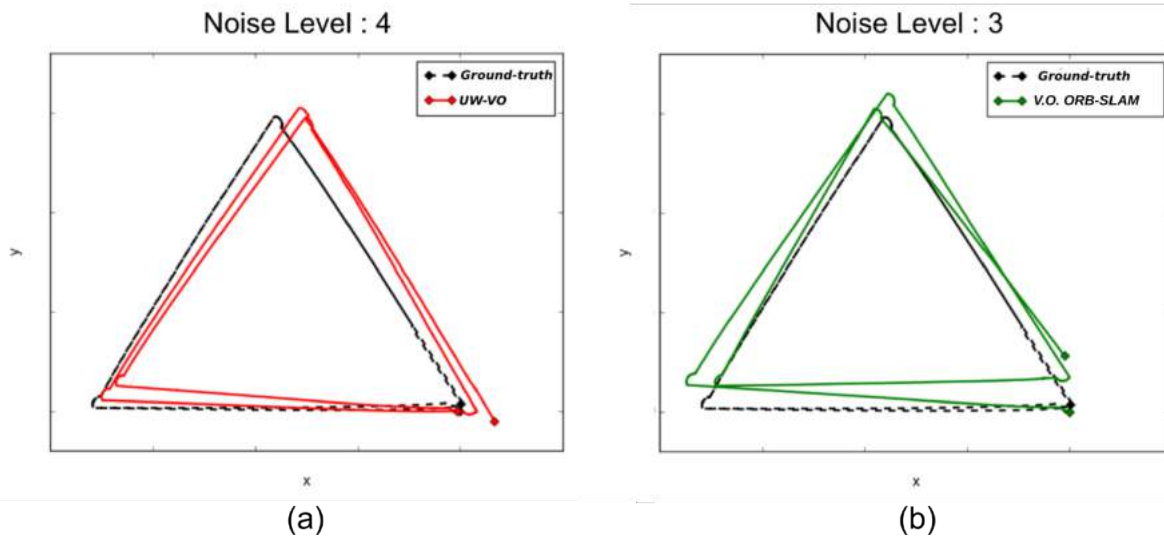 Noise Level : 4
Ground-truth
UW-VO
y
x
(a)
Noise Level : 3
Ground-truth
V.O. ORB-SLAM
y
x
(b)